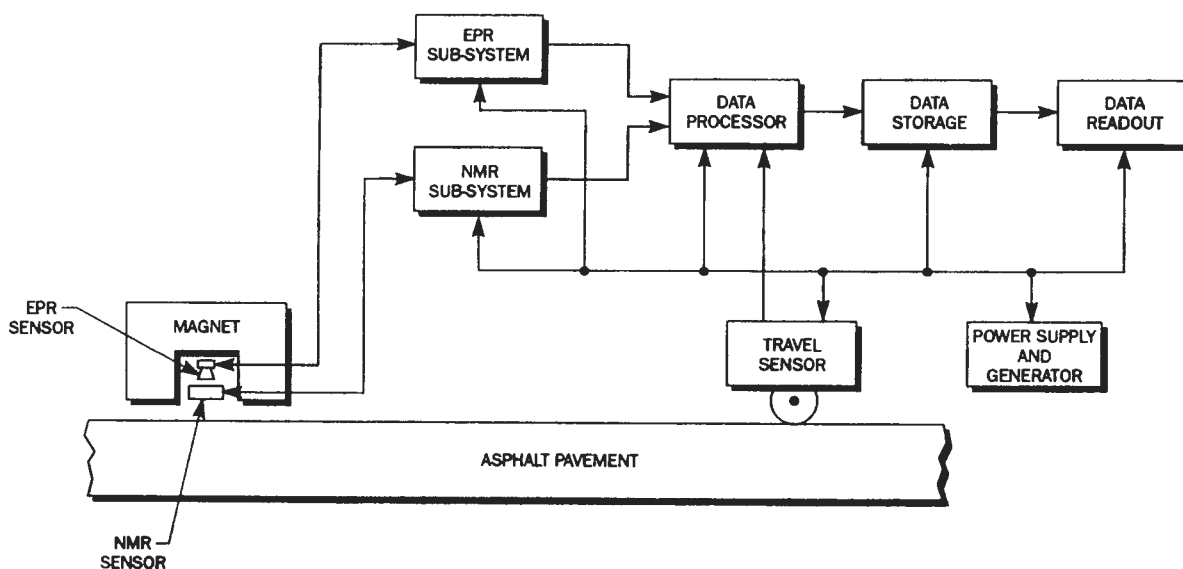 EPR
SUB-SYSTEM
DATA
PROCESSOR
DATA
STORAGE
DATA
READOUT
NMR
SUB-SYSTEM
EPR
SENSOR
MAGNET
TRAVEL
SENSOR
POWER SUPPLY
AND
GENERATOR
ASPHALT PAVEMENT
NMR
SENSOR